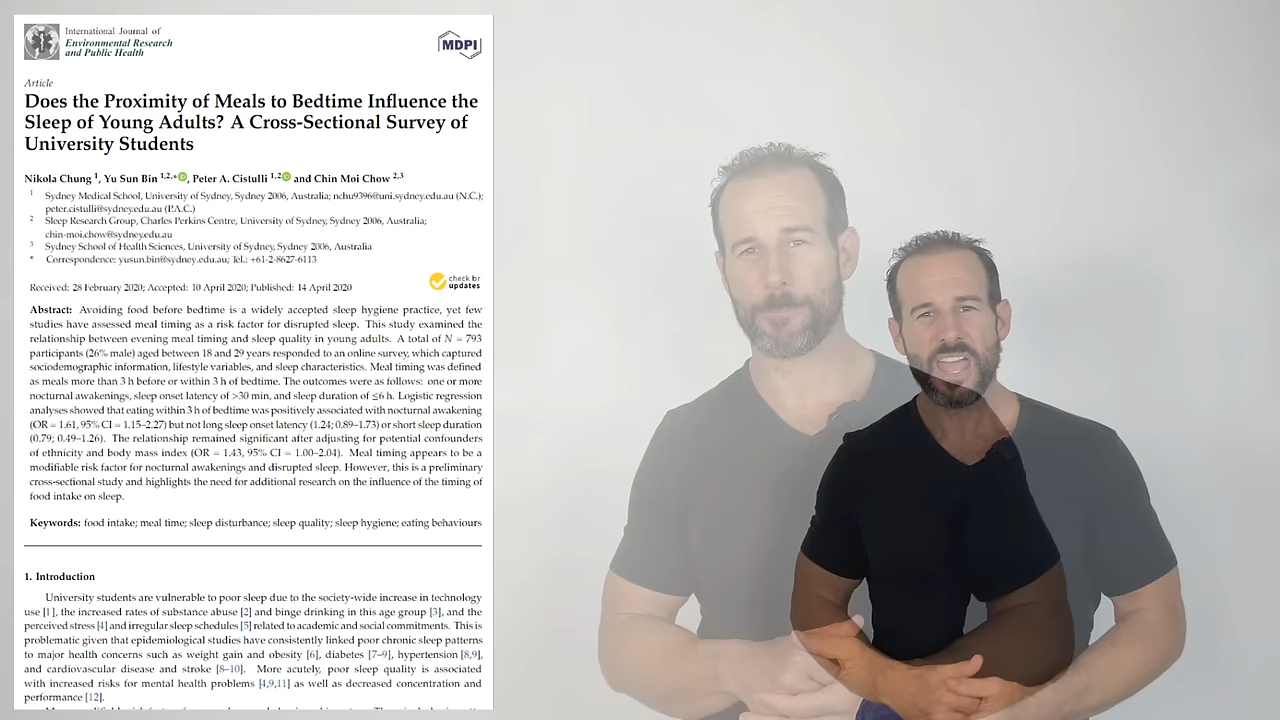 International Journal of
Environmental Research
and Public Health
MDPI
Article
Does the Proximity of Meals to Bedtime Influence the
Sleep of Young Adults? A Cross-Sectional Survey of
University Students
Nikola Chung 1, Yu Sun Bin 1,2,*, Peter A. Cistulli 1,2 and Chin Moi Chow 2,3
1 Sydney Medical School, University of Sydney, Sydney 2006, Australia; nchu9396@uni.sydney.edu.au (N.C.);
peter.cistulli@sydney.edu.au (P.A.C.)
2 Sleep Research Group, Charles Perkins Centre, University of Sydney, Sydney 2006, Australia;
chin-moi.chow@sydney.edu.au
3 Sydney School of Health Sciences, University of Sydney, Sydney 2006, Australia
* Correspondence: yusun.bin@sydney.edu.au; Tel.: +61-2-8627-6113
check for
updates
Received: 28 February 2020; Accepted: 10 April 2020; Published: 14 April 2020
Abstract: Avoiding food before bedtime is a widely accepted sleep hygiene practice, yet few
studies have assessed meal timing as a risk factor for disrupted sleep. This study examined the
relationship between evening meal timing and sleep quality in young adults. A total of N = 793
participants (26% male) aged between 18 and 29 years responded to an online survey, which captured
sociodemographic information, lifestyle variables, and sleep characteristics. Meal timing was defined
as meals more than 3 h before or within 3 h of bedtime. The outcomes were as follows: one or more
nocturnal awakenings, sleep onset latency of >30 min, and sleep duration of ≤6 h. Logistic regression
analyses showed that eating within 3 h of bedtime was positively associated with nocturnal awakening
(OR = 1.61, 95% CI = 1.15–2.27) but not long sleep onset latency (1.24; 0.89–1.73) or short sleep duration
(0.79; 0.49–1.26). The relationship remained significant after adjusting for potential confounders
of ethnicity and body mass index (OR = 1.43, 95% CI = 1.00–2.04). Meal timing appears to be a
modifiable risk factor for nocturnal awakenings and disrupted sleep. However, this is a preliminary
cross-sectional study and highlights the need for additional research on the influence of the timing of
food intake on sleep.
Keywords: food intake; meal time; sleep disturbance; sleep quality; sleep hygiene; eating behaviours
1. Introduction
University students are vulnerable to poor sleep due to the society-wide increase in technology
use [1], the increased rates of substance abuse [2] and binge drinking in this age group [3], and the
perceived stress [4] and irregular sleep schedules [5] related to academic and social commitments. This is
problematic given that epidemiological studies have consistently linked poor chronic sleep patterns
to major health concerns such as weight gain and obesity [6], diabetes [7–9], hypertension [8,9],
and cardiovascular disease and stroke [8–10]. More acutely, poor sleep quality is associated
with increased risks for mental health problems [4,9,11] as well as decreased concentration and
performance [12].